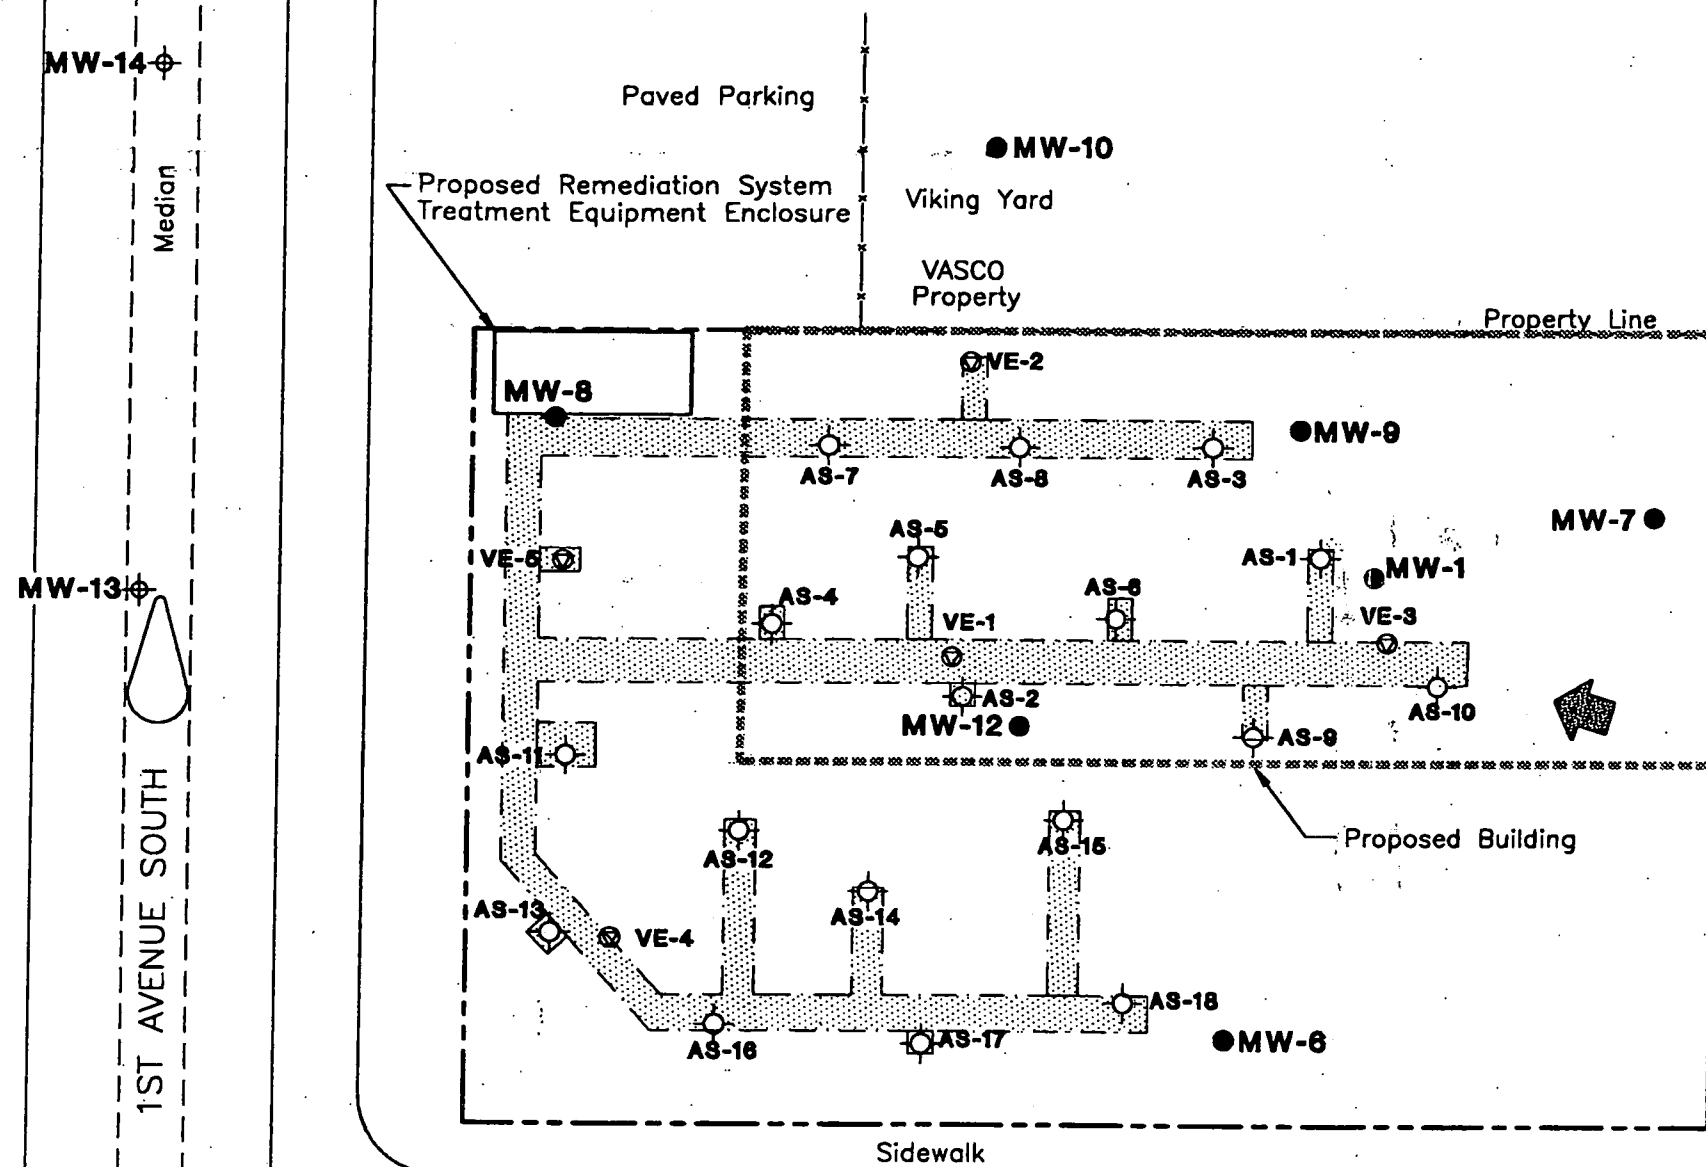 MW-14
Paved Parking
MW-10
Median
Proposed Remediation System
Treatment Equipment Enclosure
Viking Yard
VASCO
Property
Property Line
VE-2
MW-8
MW-9
AS-7
AS-8
AS-3
MW-7
AS-5
VE-5
AS-1
MW-1
MW-13
AS-4
AS-6
VE-1
VE-3
AS-2
MW-12
AS-10
AS-9
AS-11
1ST AVENUE SOUTH
Proposed Building
AS-12
AS-15
AS-13
AS-14
VE-4
AS-18
AS-16
AS-17
MW-6
Sidewalk